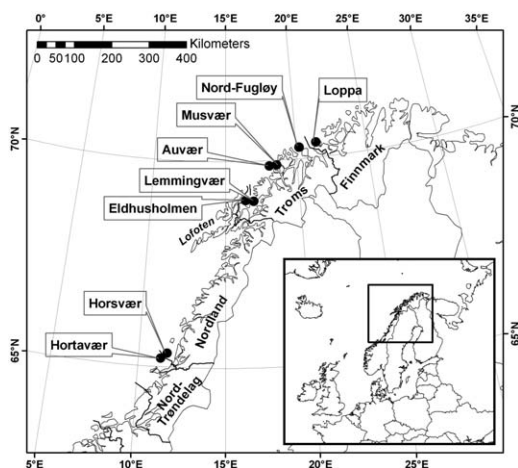 5°E 10°E 15°E 20°E 25°E 30°E 35°E
Kilometers
0 50 100 200 300 400
Nord-Fugløy
Loppa
Musvær
Auvær
Lemmingvær
Eldhusholmen
70°N
70°N
Finnmark
Troms
Lofoten
Horsvær
Hortavær
Nordland
65°N
65°N
Nord-
Trøndelag
5°E 10°E 15°E 20°E 25°E